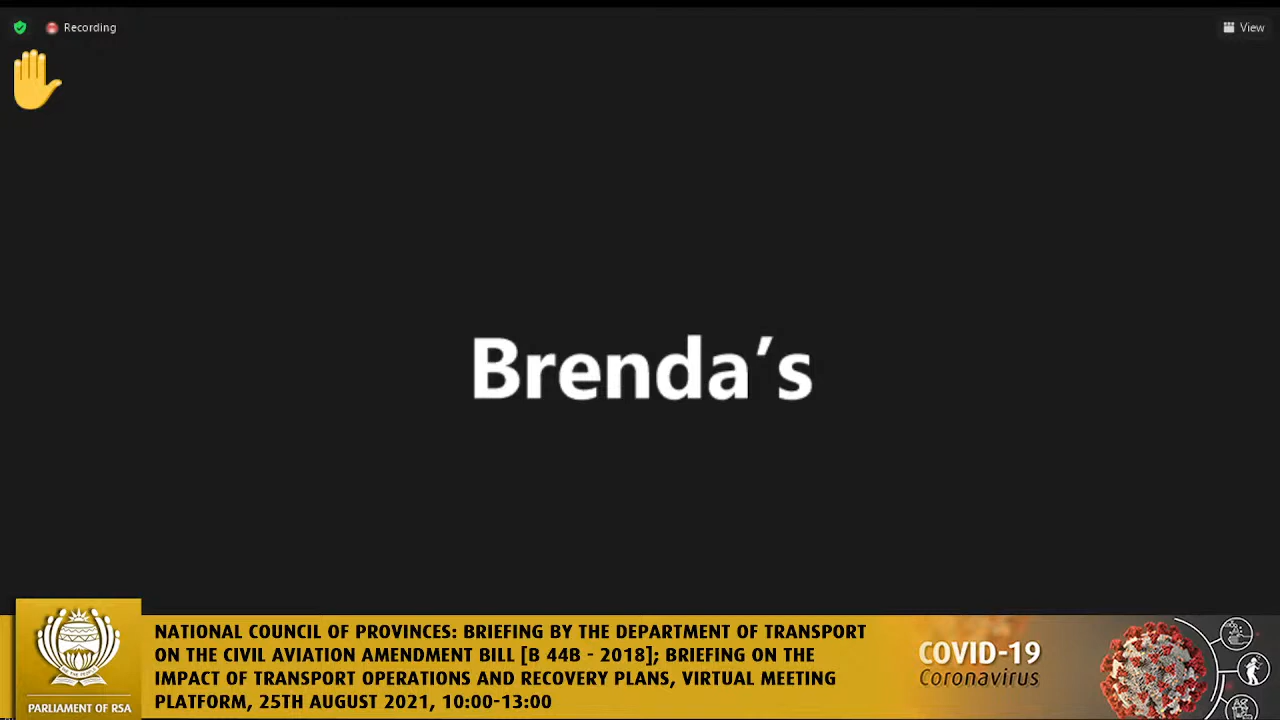 Recording
View
Brenda’s
NATIONAL COUNCIL OF PROVINCES: BRIEFING BY THE DEPARTMENT OF TRANSPORT
ON THE CIVIL AVIATION AMENDMENT BILL [B 44B - 2018]; BRIEFING ON THE
IMPACT OF TRANSPORT OPERATIONS AND RECOVERY PLANS, VIRTUAL MEETING
PLATFORM, 25TH AUGUST 2021, 10:00-13:00
PARLIAMENT OF RSA
COVID-19
Coronavirus